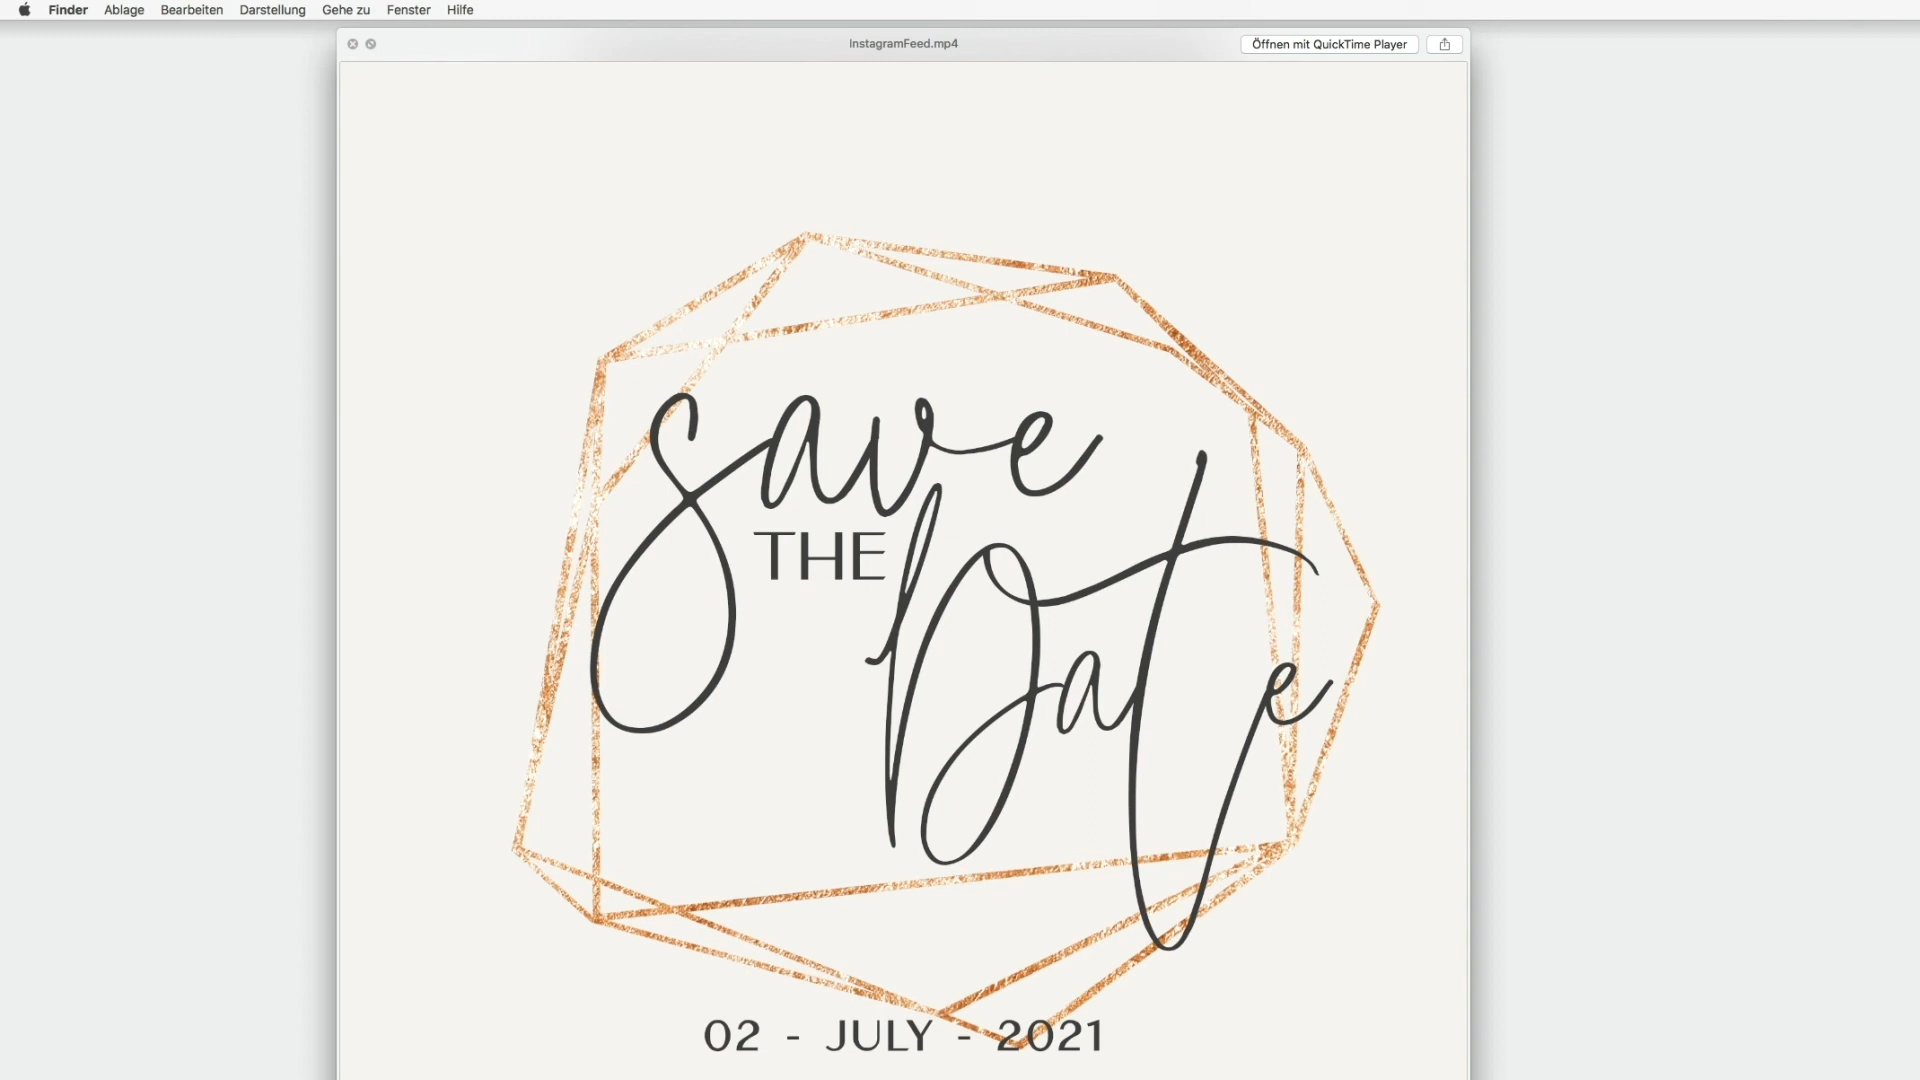 Finder Ablage Bearbeiten Darstellung Gehe zu Fenster Hilfe
InstagramFeed.mp4 Öffnen mit QuickTime Player
save
THE
Date
02 - JULY - 2021